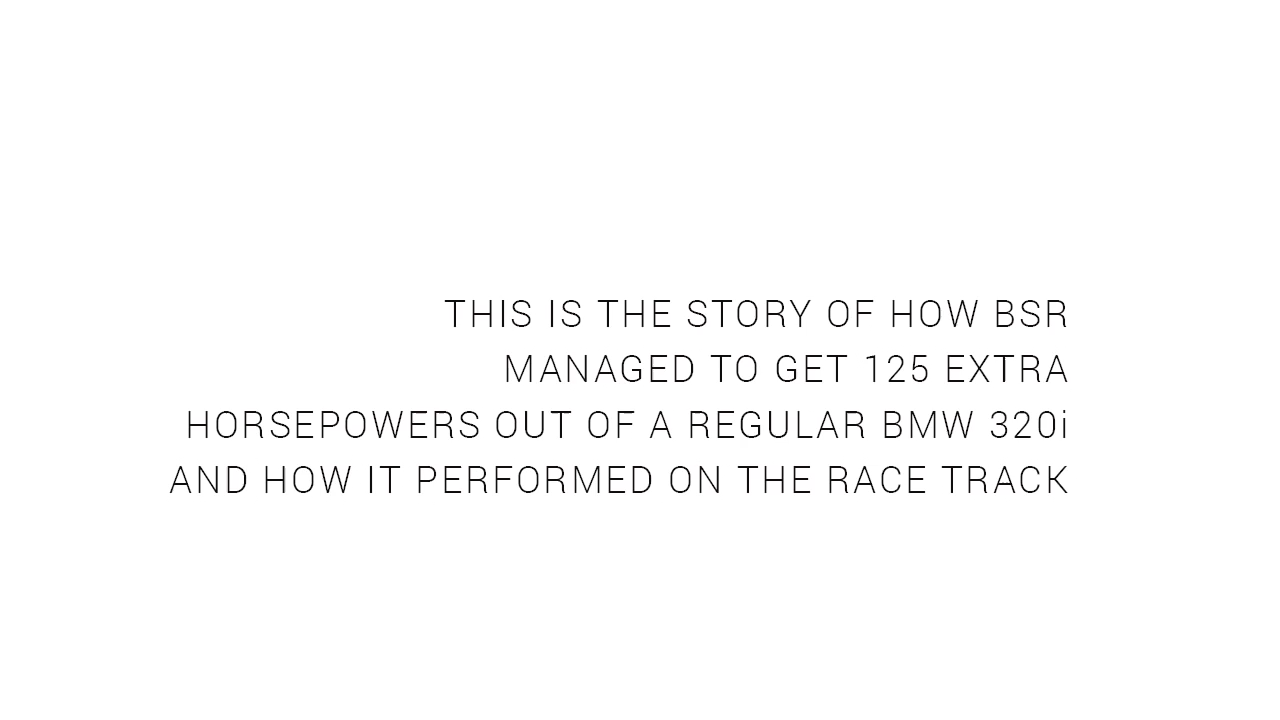 THIS IS THE STORY OF HOW BSR
MANAGED TO GET 125 EXTRA
HORSEPOWERS OUT OF A REGULAR BMW 320i
AND HOW IT PERFORMED ON THE RACE TRACK